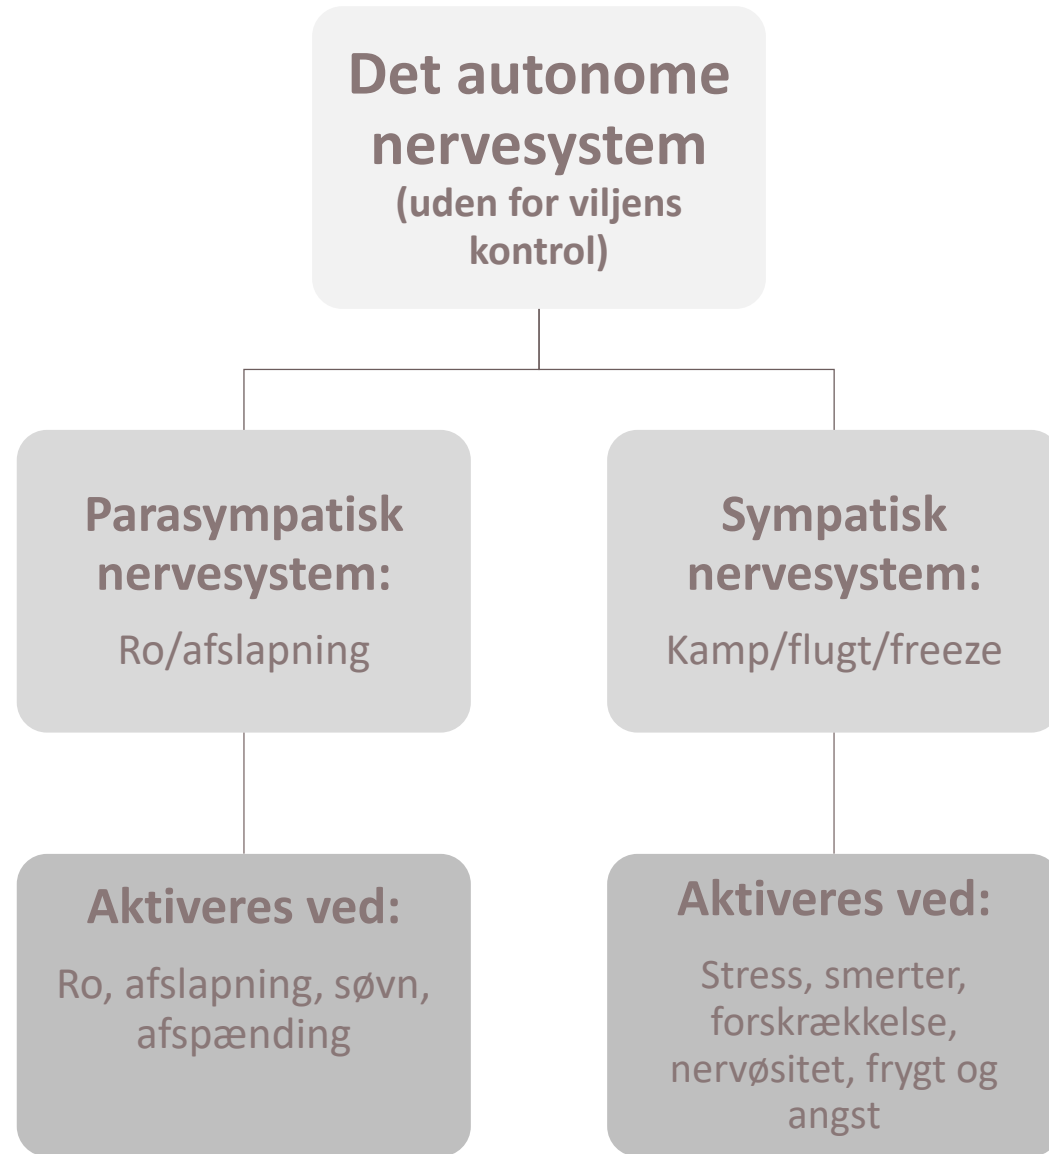 Det autonome
nervesystem
(uden for viljens
kontrol)
Parasympatisk
nervesystem:
Ro/afslapning
Sympatisk
nervesystem:
Kamp/flugt/freeze
Aktiveres ved:
Ro, afslapning, søvn,
afspænding
Aktiveres ved:
Stress, smerter,
forskrækkelse,
nervøsitet, frygt og
angst